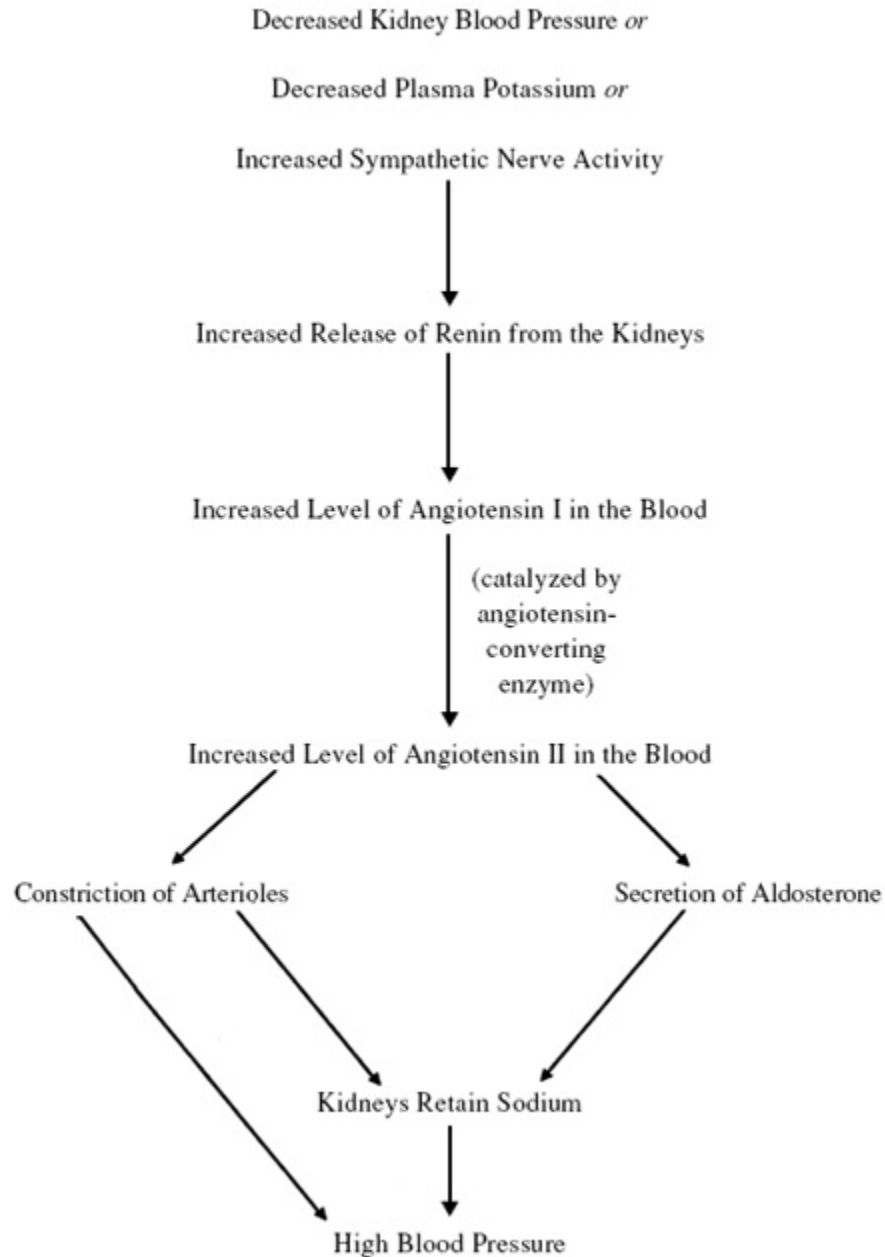 Decreased Kidney Blood Pressure or
Decreased Plasma Potassium or
Increased Sympathetic Nerve Activity
Increased Release of Renin from the Kidneys
Increased Level of Angiotensin I in the Blood
(catalyzed by
angiotensin-
converting
enzyme)
Increased Level of Angiotensin II in the Blood
Constriction of Arterioles
Secretion of Aldosterone
Kidneys Retain Sodium
High Blood Pressure